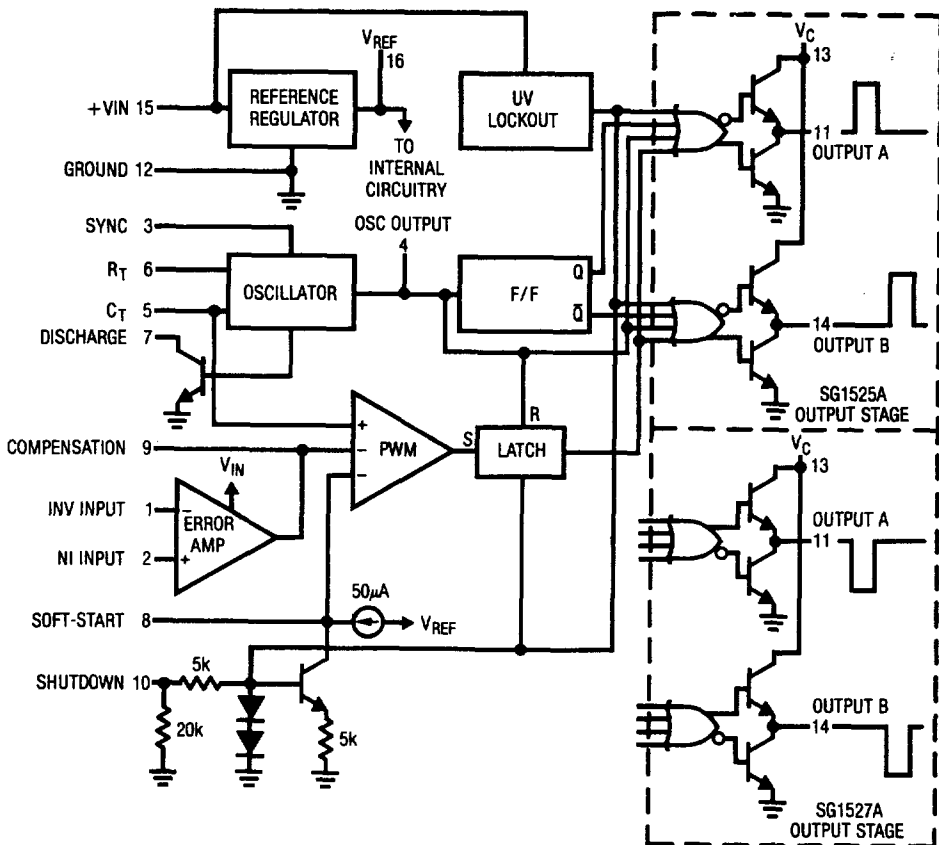 +VIN 15
REFERENCE
REGULATOR
VREF
16
TO
INTERNAL
CIRCUITRY
UV
LOCKOUT
GROUND 12
SYNC 3
RT 6
CT 5
DISCHARGE 7
OSCILLATOR
OSC OUTPUT
4
F/F
Q
Q̅
COMPENSATION 9
INV INPUT 1
NI INPUT 2
VIN
−
ERROR
AMP
+
+
−
−
PWM
S
R
LATCH
SOFT-START 8
50µA
VREF
SHUTDOWN 10
5k
20k
5k
VC
13
11
OUTPUT A
14
OUTPUT B
SG1525A
OUTPUT STAGE
VC
13
OUTPUT A
11
OUTPUT B
14
SG1527A
OUTPUT STAGE